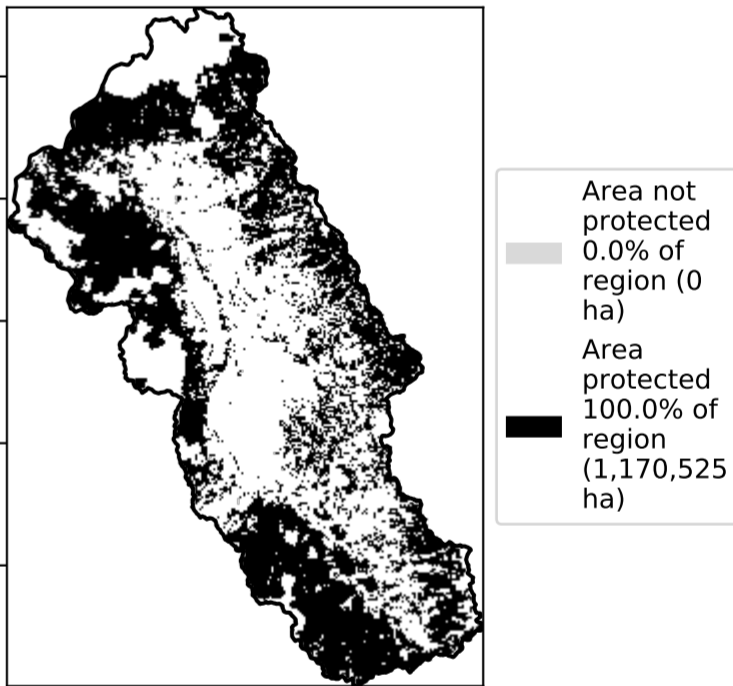 Area not
protected
0.0% of
region (0
ha)
Area
protected
100.0% of
region
(1,170,525
ha)